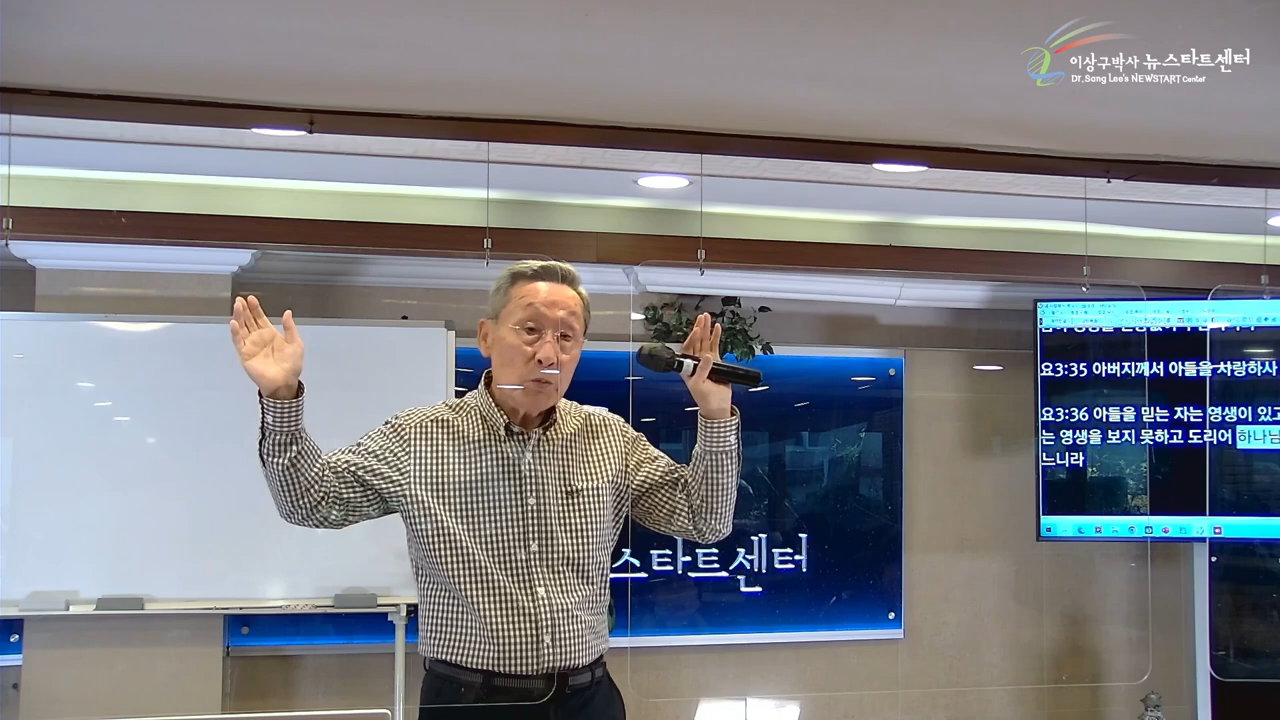 이상구박사 뉴스타트센터
Dr. Sang Lee's NEWSTART Center
요3:35 아버지께서 아들을 사랑하사
요3:36 아들을 믿는 자는 영생이 있고
는 영생을 보지 못하고 도리어 하나님
느니라
스타트센터